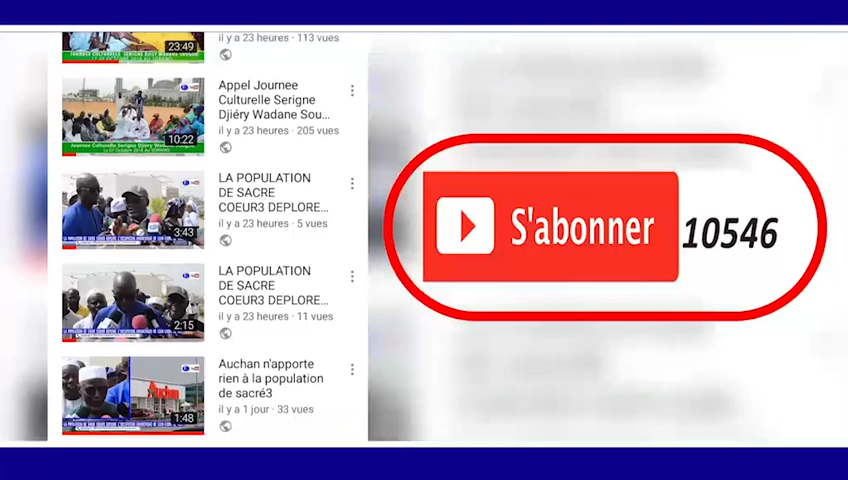 23:49
il y a 23 heures · 113 vues
Appel Journee
Culturelle Serigne
Djiéry Wadane Sou...
il y a 23 heures · 205 vues
10:22
LA POPULATION
DE SACRE
COEUR3 DEPLORE...
il y a 23 heures · 5 vues
3:43
LA POPULATION
DE SACRE
COEUR3 DEPLORE...
il y a 23 heures · 11 vues
2:15
Auchan n'apporte
rien à la population
de sacré3
il y a 1 jour · 33 vues
Auchan
1:48
S'abonner
10546